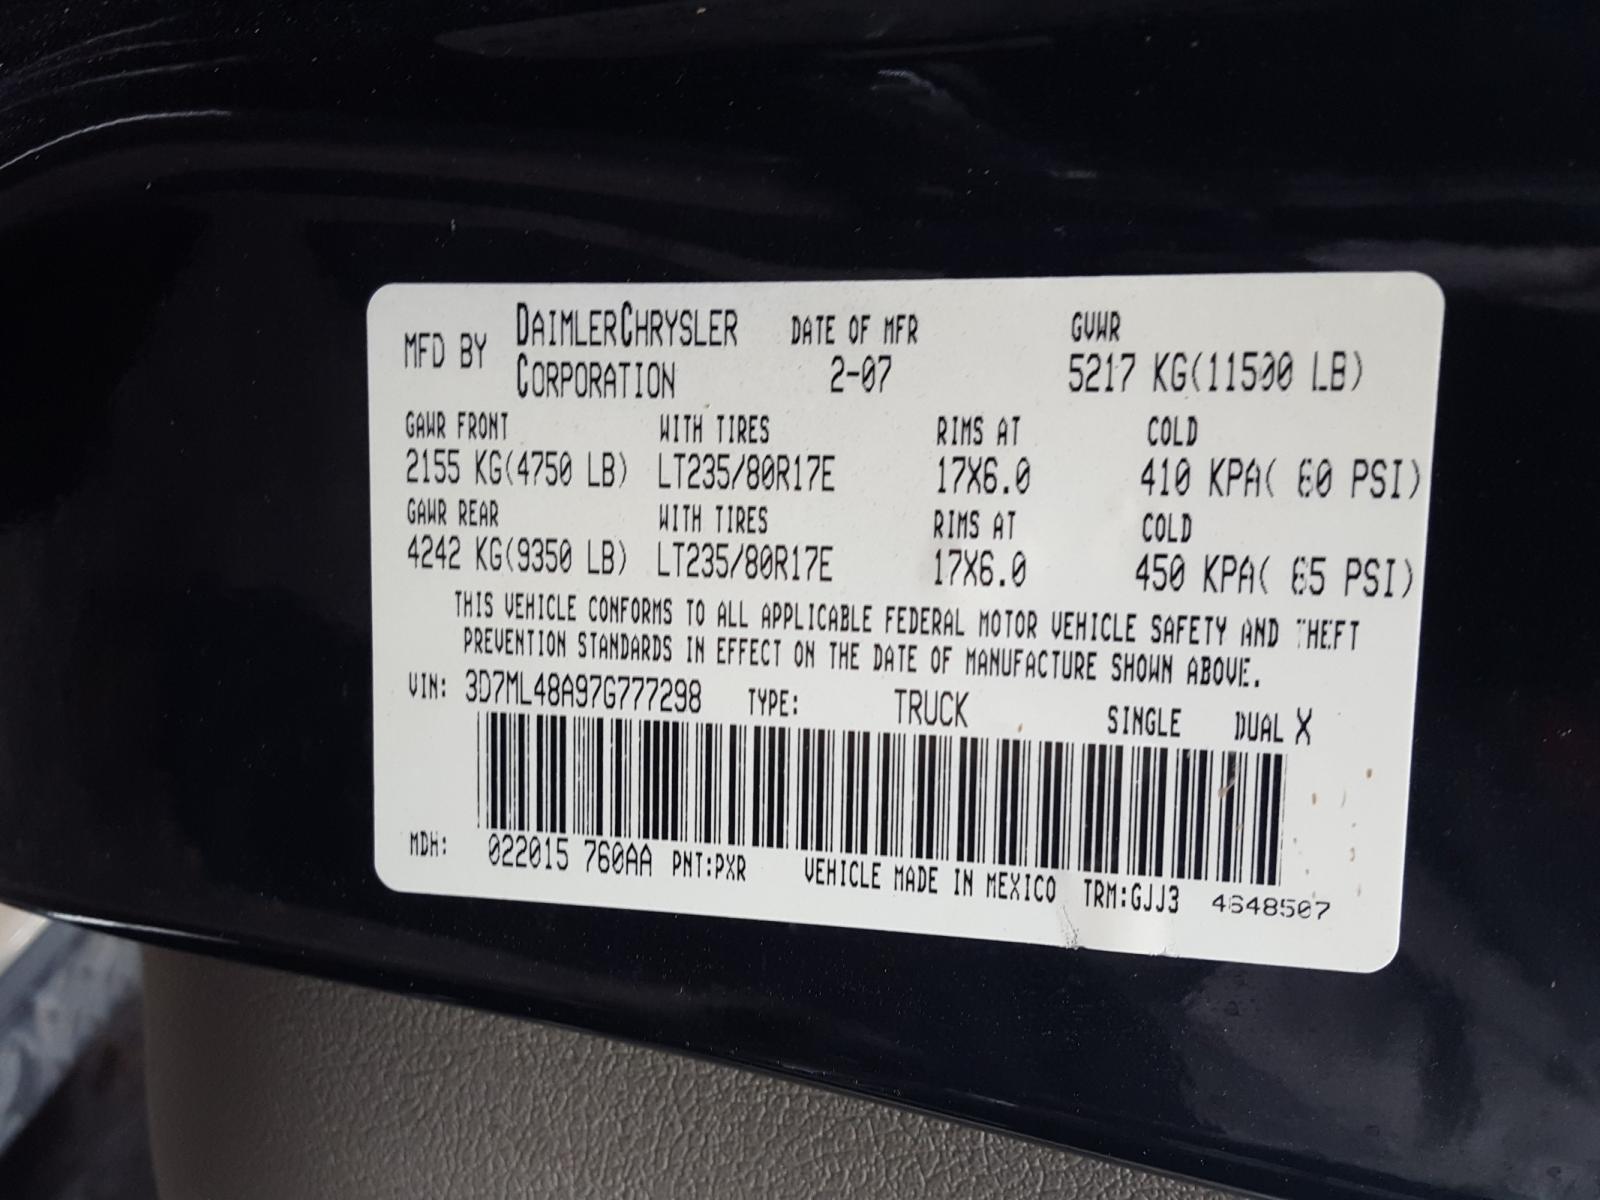 MFD BY DAIMLERCHRYSLER CORPORATION DATE OF MFR 2-07 GVWR 5217 KG(11500 LB)
GAWR FRONT WITH TIRES RIMS AT COLD
2155 KG(4750 LB) LT235/80R17E 17X6.0 410 KPA( 60 PSI)
GAWR REAR WITH TIRES RIMS AT COLD
4242 KG(9350 LB) LT235/80R17E 17X6.0 450 KPA( 65 PSI)
THIS VEHICLE CONFORMS TO ALL APPLICABLE FEDERAL MOTOR VEHICLE SAFETY AND THEFT
PREVENTION STANDARDS IN EFFECT ON THE DATE OF MANUFACTURE SHOWN ABOVE.
VIN: 3D7ML48A97G777298 TYPE: TRUCK SINGLE DUAL X
MDH: 022015 760AA PNT:PXR VEHICLE MADE IN MEXICO TRM:GJJ3 4648507